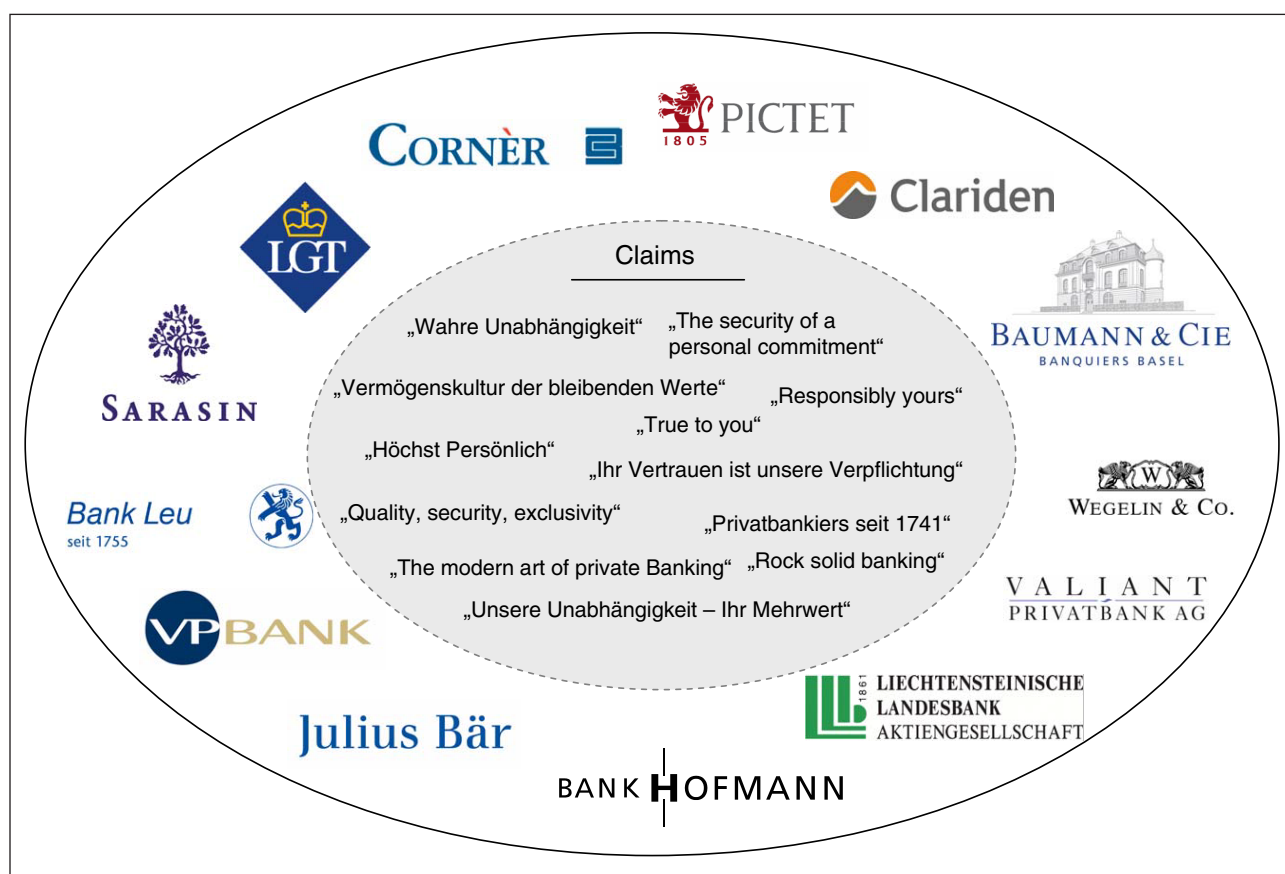 CORNÈR
PICTET
1805
Clariden
LGT
Claims
BAUMANN & CIE
BANQUIERS BASEL
„Wahre Unabhängigkeit“
„The security of a
personal commitment“
SARASIN
„Vermögenskultur der bleibenden Werte“
„Responsibly yours“
„True to you“
„Höchst Persönlich“
„Ihr Vertrauen ist unsere Verpflichtung“
W
WEGELIN & CO.
Bank Leu
seit 1755
„Quality, security, exclusivity“
„Privatbankiers seit 1741“
„The modern art of private Banking“
„Rock solid banking“
VALIANT
PRIVATBANK AG
„Unsere Unabhängigkeit – Ihr Mehrwert“
VPBANK
1861
LIECHTENSTEINISCHE
LANDESBANK
AKTIENGESELLSCHAFT
Julius Bär
BANK HOFMANN